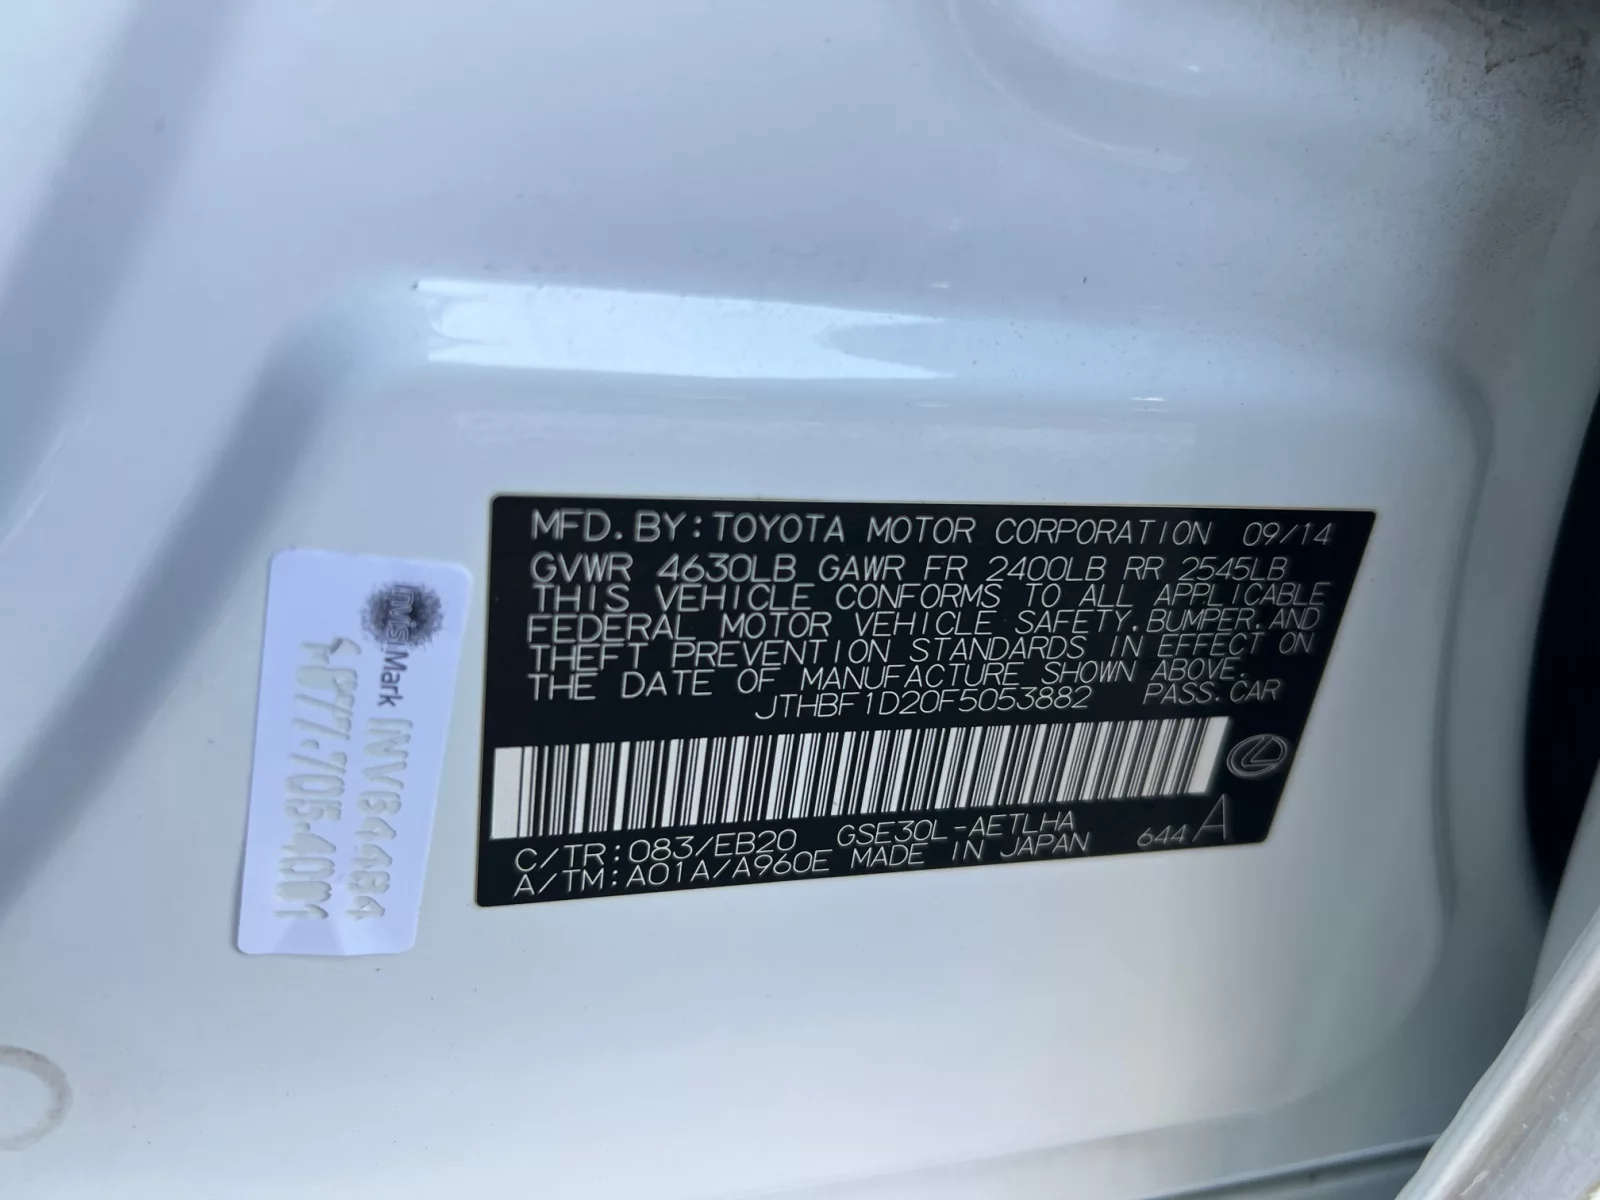 MFD. BY: TOYOTA MOTOR CORPORATION 09/14
GVWR 4630LB GAWR FR 2400LB RR 2545LB
THIS VEHICLE CONFORMS TO ALL APPLICABLE
FEDERAL MOTOR VEHICLE SAFETY, BUMPER, AND
THEFT PREVENTION STANDARDS IN EFFECT ON
THE DATE OF MANUFACTURE SHOWN ABOVE.
JTHBF1D20F5053882 PASS. CAR
C/TR: 083/EB20 GSE30L-AETLHA
A/TM: A01A/A960E MADE IN JAPAN 644 A
InvisiMark